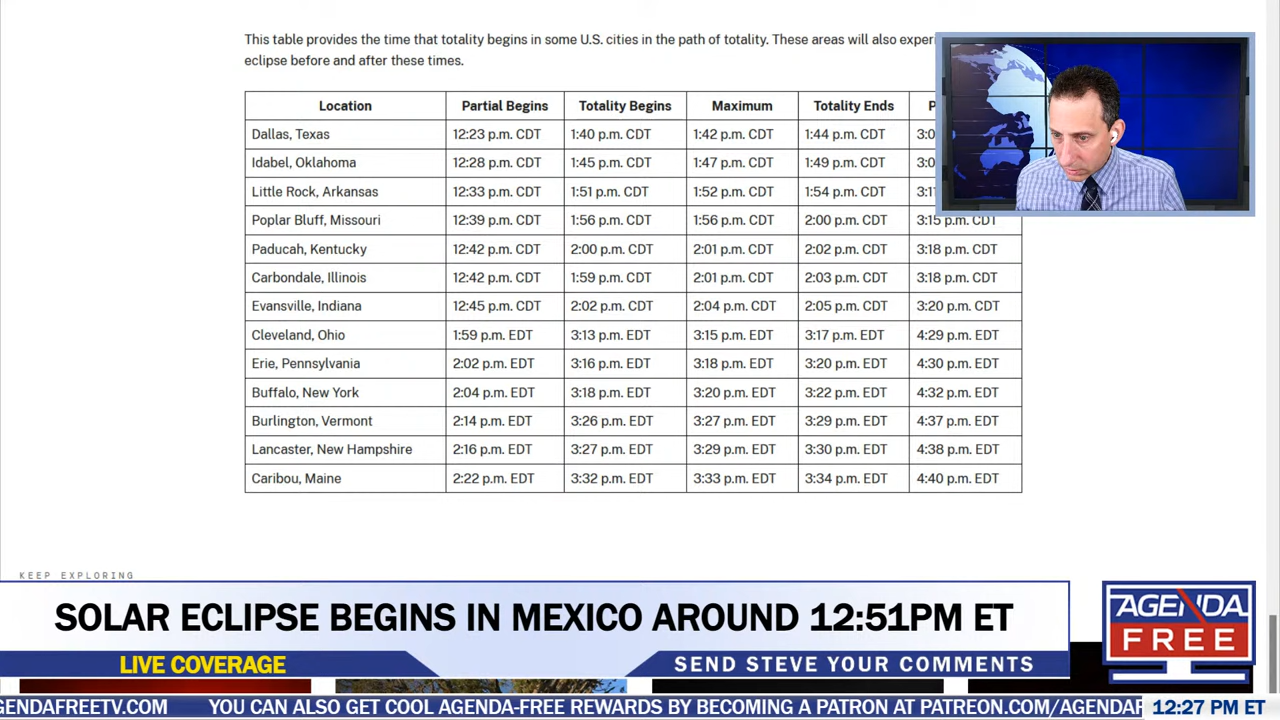 This table provides the time that totality begins in some U.S. cities in the path of totality. These areas will also
eclipse before and after these times.
Location Partial Begins Totality Begins Maximum Totality Ends
Dallas, Texas 12:23 p.m. CDT 1:40 p.m. CDT 1:42 p.m. CDT 1:44 p.m. CDT
Idabel, Oklahoma 12:28 p.m. CDT 1:45 p.m. CDT 1:47 p.m. CDT 1:49 p.m. CDT
Little Rock, Arkansas 12:33 p.m. CDT 1:51 p.m. CDT 1:52 p.m. CDT 1:54 p.m. CDT
Poplar Bluff, Missouri 12:39 p.m. CDT 1:56 p.m. CDT 1:56 p.m. CDT 2:00 p.m. CDT 3:15 p.m. CDT
Paducah, Kentucky 12:42 p.m. CDT 2:00 p.m. CDT 2:01 p.m. CDT 2:02 p.m. CDT 3:18 p.m. CDT
Carbondale, Illinois 12:42 p.m. CDT 1:59 p.m. CDT 2:01 p.m. CDT 2:03 p.m. CDT 3:18 p.m. CDT
Evansville, Indiana 12:45 p.m. CDT 2:02 p.m. CDT 2:04 p.m. CDT 2:05 p.m. CDT 3:20 p.m. CDT
Cleveland, Ohio 1:59 p.m. EDT 3:13 p.m. EDT 3:15 p.m. EDT 3:17 p.m. EDT 4:29 p.m. EDT
Erie, Pennsylvania 2:02 p.m. EDT 3:16 p.m. EDT 3:18 p.m. EDT 3:20 p.m. EDT 4:30 p.m. EDT
Buffalo, New York 2:04 p.m. EDT 3:18 p.m. EDT 3:20 p.m. EDT 3:22 p.m. EDT 4:32 p.m. EDT
Burlington, Vermont 2:14 p.m. EDT 3:26 p.m. EDT 3:27 p.m. EDT 3:29 p.m. EDT 4:37 p.m. EDT
Lancaster, New Hampshire 2:16 p.m. EDT 3:27 p.m. EDT 3:29 p.m. EDT 3:30 p.m. EDT 4:38 p.m. EDT
Caribou, Maine 2:22 p.m. EDT 3:32 p.m. EDT 3:33 p.m. EDT 3:34 p.m. EDT 4:40 p.m. EDT
KEEP EXPLORING
SOLAR ECLIPSE BEGINS IN MEXICO AROUND 12:51PM ET
AGENDA
FREE
LIVE COVERAGE SEND STEVE YOUR COMMENTS
GENDAFREETV.COM YOU CAN ALSO GET COOL AGENDA-FREE REWARDS BY BECOMING A PATRON AT PATREON.COM/AGENDAF 12:27 PM ET